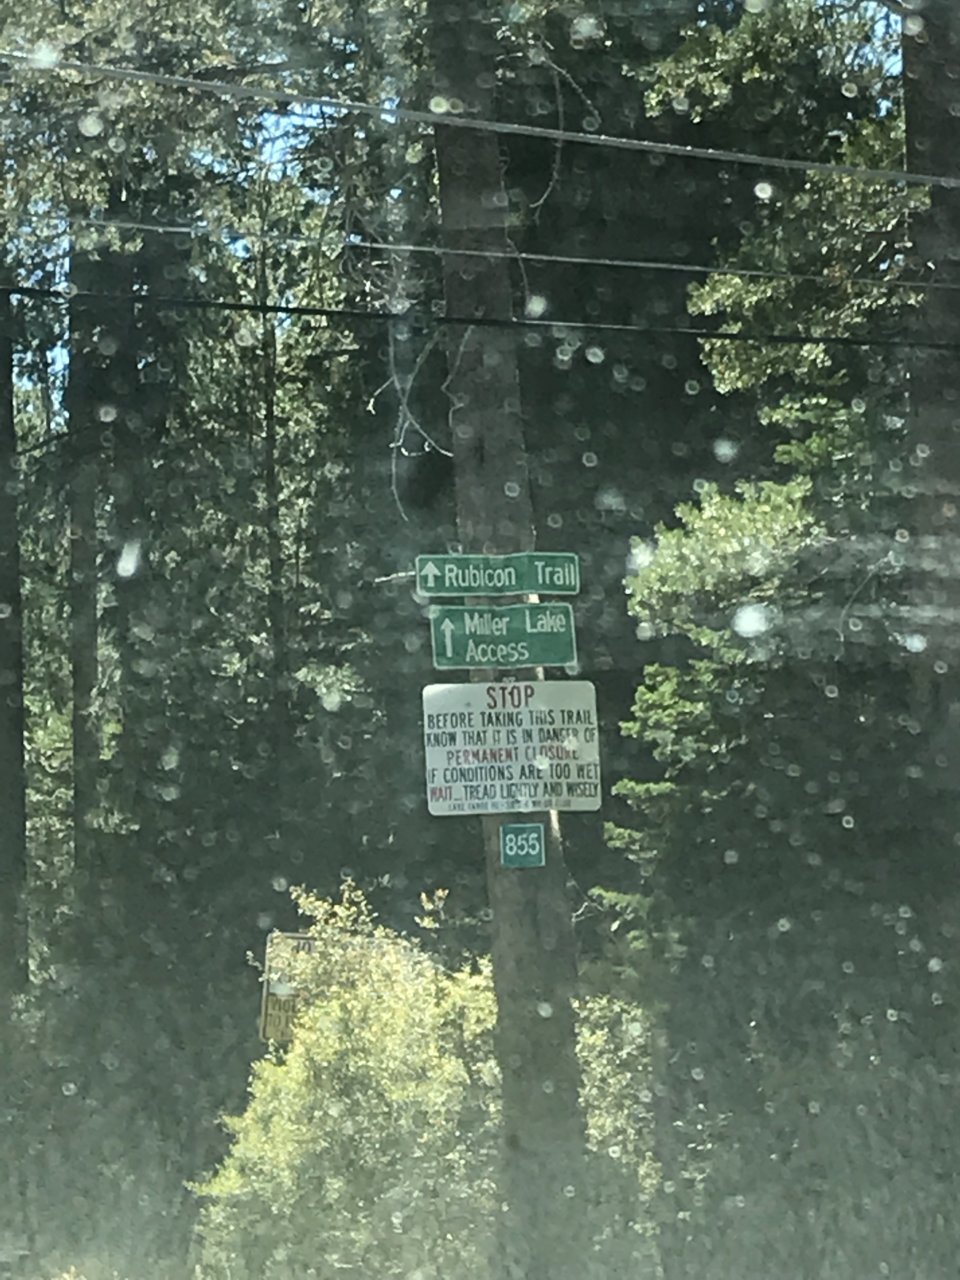 Rubicon Trail
Miller Lake
Access
STOP
BEFORE TAKING THIS TRAIL
KNOW THAT IT IS IN DANGER OF
PERMANENT CLOSURE
IF CONDITIONS ARE TOO WET
WAIT...TREAD LIGHTLY AND WISELY
855